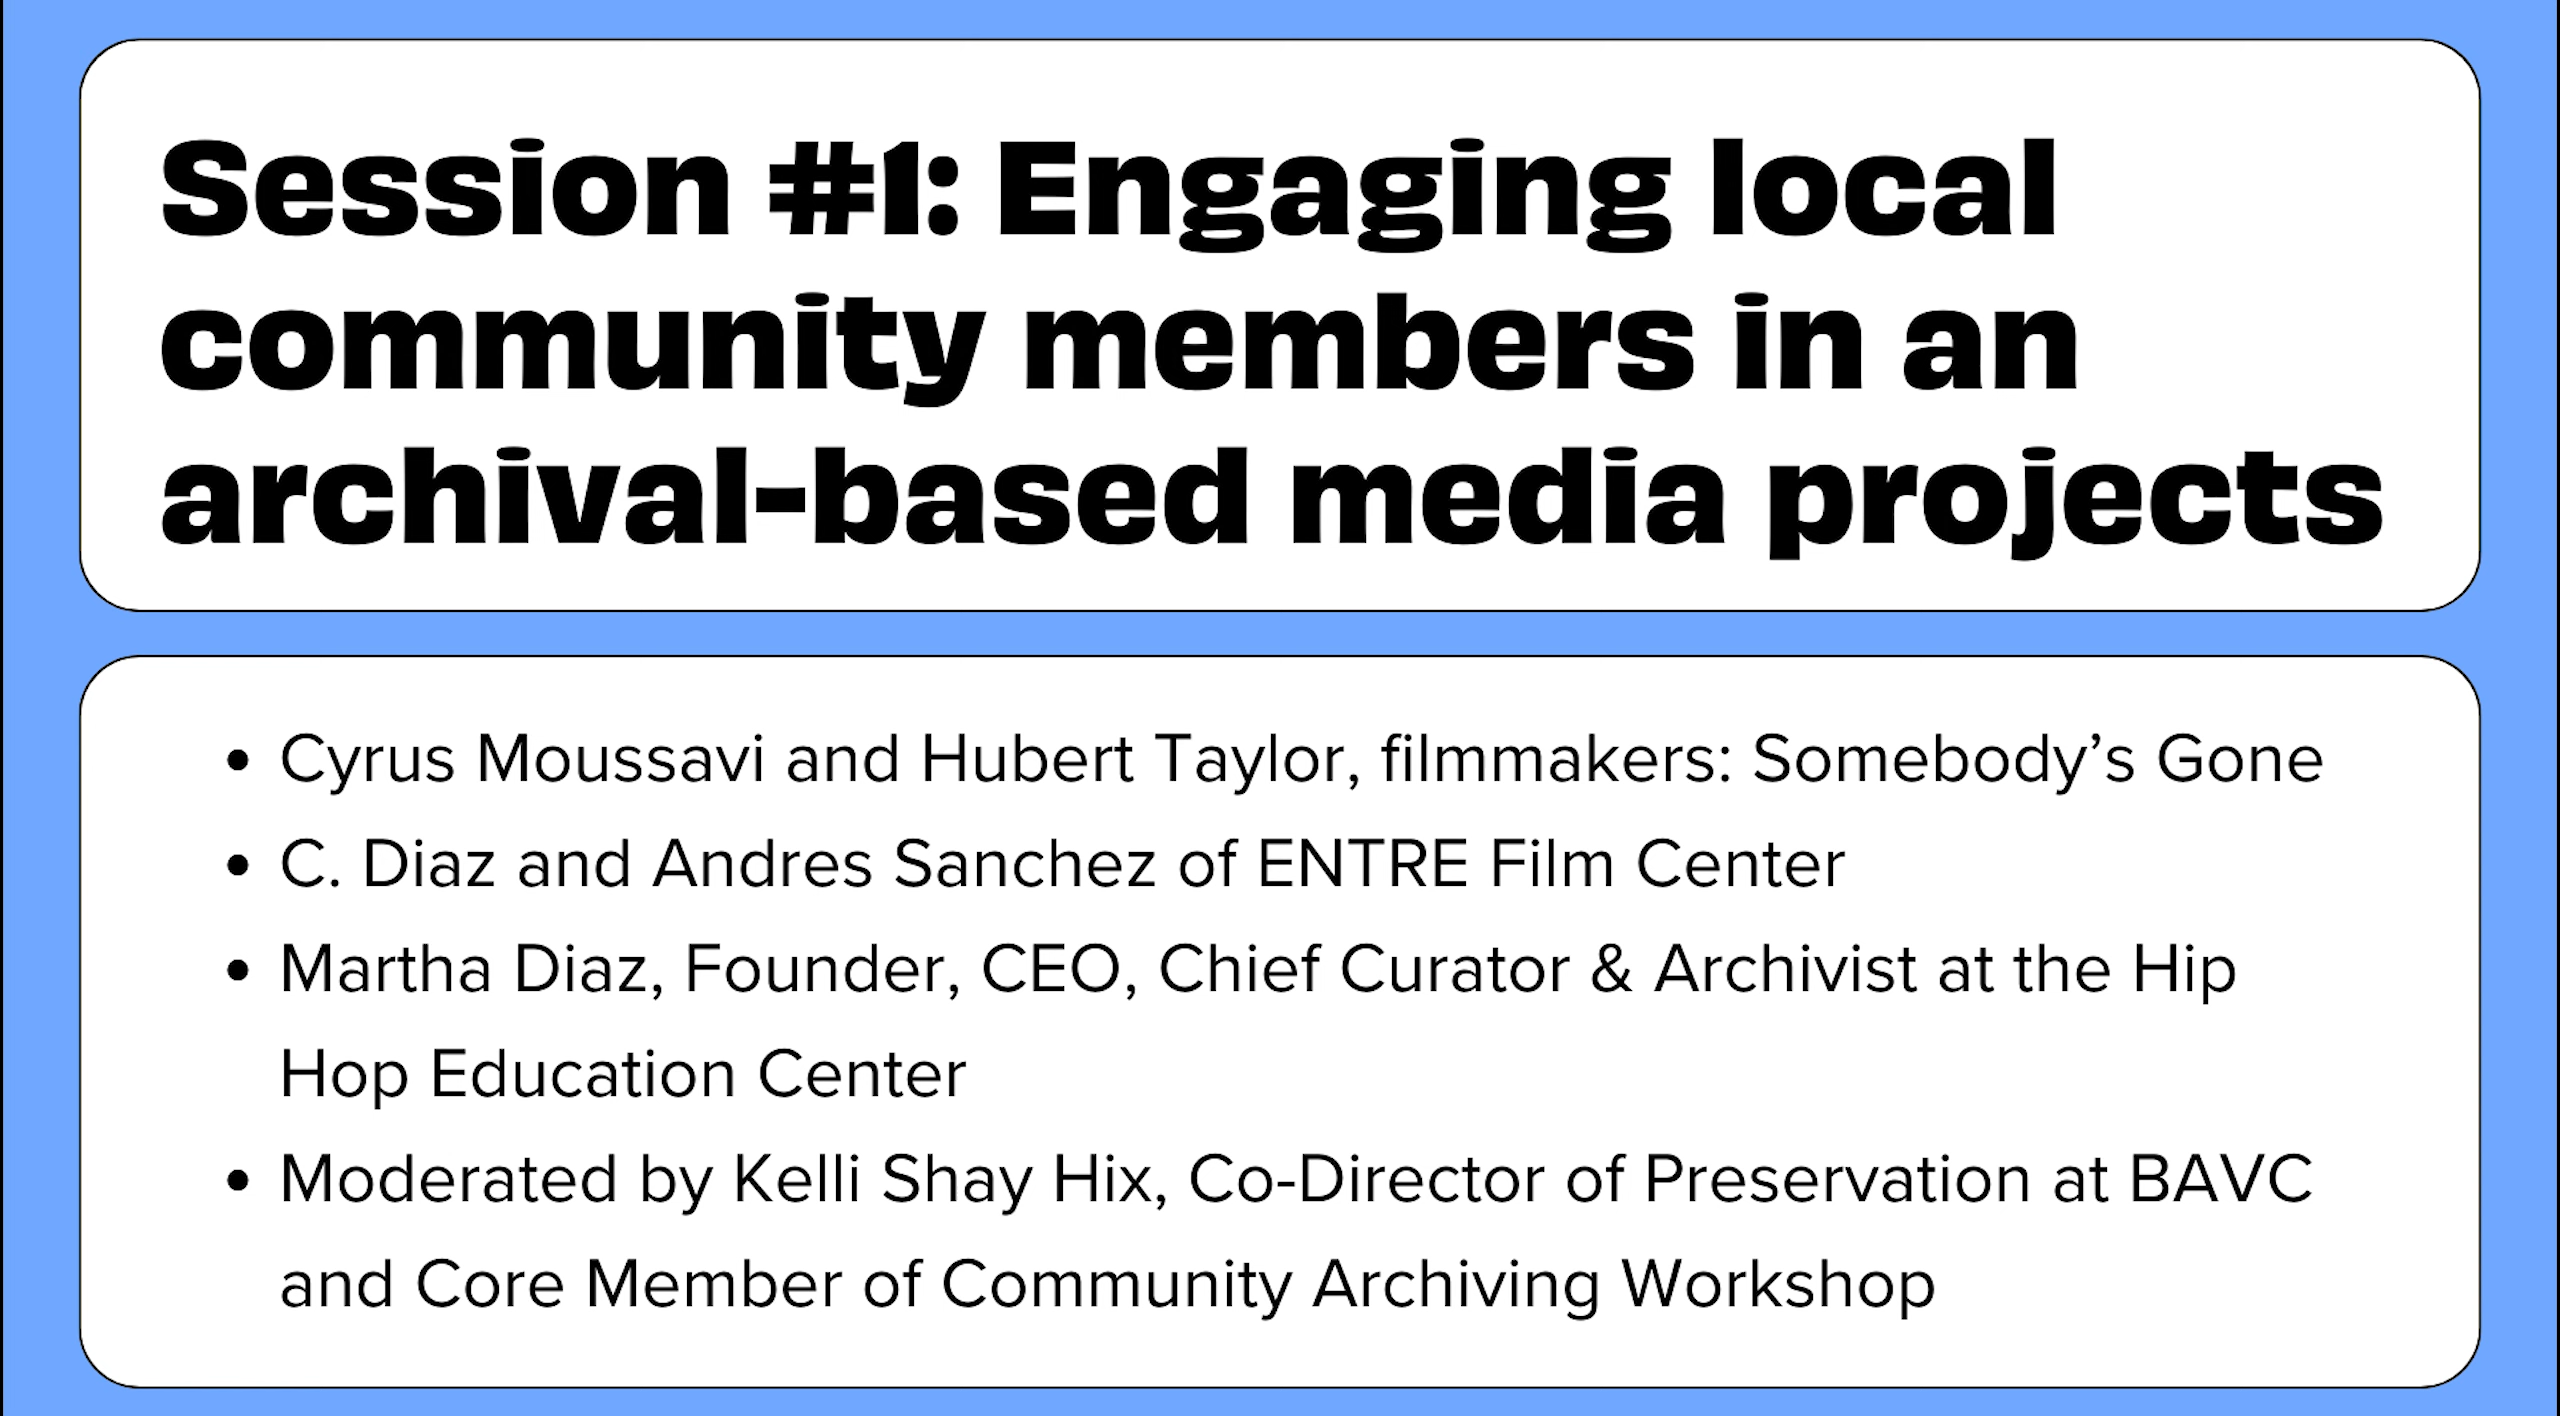 Session #1: Engaging local
community members in an
archival-based media projects
• Cyrus Moussavi and Hubert Taylor, filmmakers: Somebody’s Gone
• C. Diaz and Andres Sanchez of ENTRE Film Center
• Martha Diaz, Founder, CEO, Chief Curator & Archivist at the Hip
Hop Education Center
• Moderated by Kelli Shay Hix, Co-Director of Preservation at BAVC
and Core Member of Community Archiving Workshop